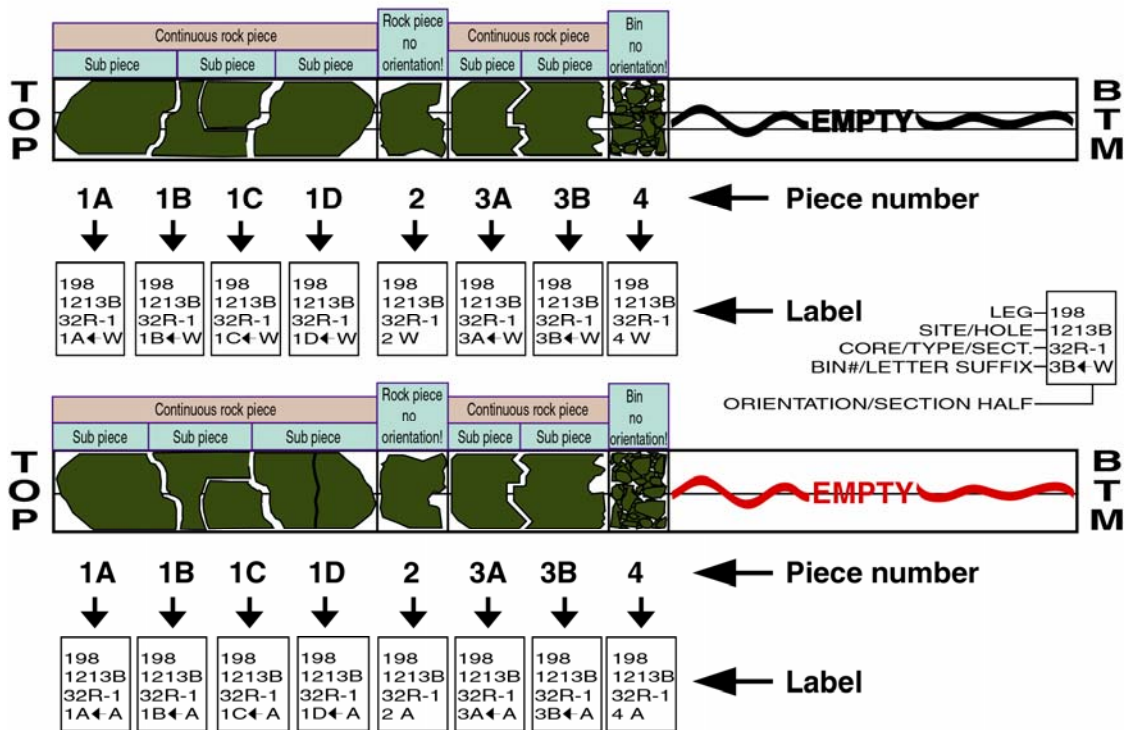 Continuous rock piece
Rock piece
no
orientation!
Continuous rock piece
Bin
no
orientation!
Sub piece
Sub piece
Sub piece
Sub piece
Sub piece
TOP
EMPTY
BTM
1A 1B 1C 1D 2 3A 3B 4 Piece number
198
1213B
32R-1
1A←W
198
1213B
32R-1
1B←W
198
1213B
32R-1
1C←W
198
1213B
32R-1
1D←W
198
1213B
32R-1
2 W
198
1213B
32R-1
3A←W
198
1213B
32R-1
3B←W
198
1213B
32R-1
4 W
Label
LEG 198
SITE/HOLE 1213B
CORE/TYPE/SECT. 32R-1
BIN#/LETTER SUFFIX 3B←W
ORIENTATION/SECTION HALF
Continuous rock piece
Rock piece
no
orientation!
Continuous rock piece
Bin
no
orientation!
Sub piece
Sub piece
Sub piece
Sub piece
Sub piece
TOP
EMPTY
BTM
1A 1B 1C 1D 2 3A 3B 4 Piece number
198
1213B
32R-1
1A←A
198
1213B
32R-1
1B←A
198
1213B
32R-1
1C←A
198
1213B
32R-1
1D←A
198
1213B
32R-1
2 A
198
1213B
32R-1
3A←A
198
1213B
32R-1
3B←A
198
1213B
32R-1
4 A
Label